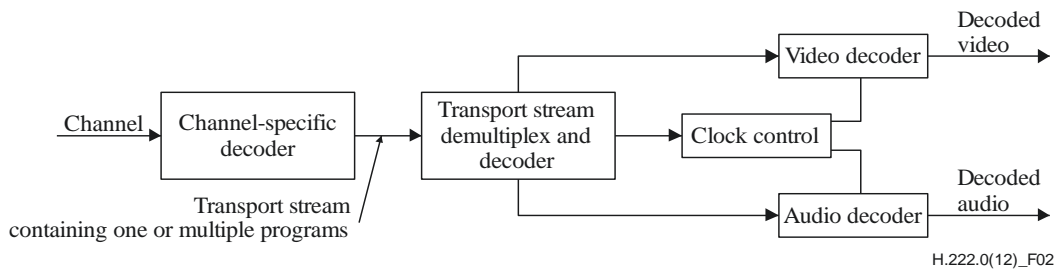 Decoded
video
Video decoder
Channel
Channel-specific
decoder
Transport stream
demultiplex and
decoder
Clock control
Transport stream
containing one or multiple programs
Decoded
audio
Audio decoder
H.222.0(12)_F02